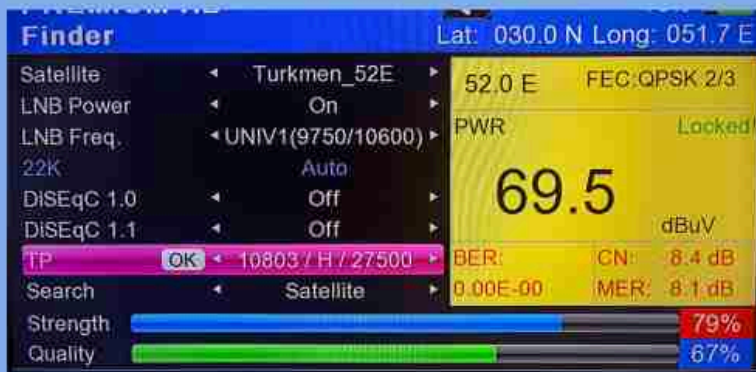 Finder
Lat: 030.0 N Long: 051.7 E
Satellite Turkmen_52E
LNB Power On
LNB Freq. UNIV1(9750/10600)
22K Auto
DiSEqC 1.0 Off
DiSEqC 1.1 Off
TP OK 10803 / H / 27500
Search Satellite
52.0 E FEC:QPSK 2/3
PWR Locked!
69.5
dBuV
BER: CN: 8.4 dB
0.00E-00 MER: 8.1 dB
Strength 79%
Quality 67%